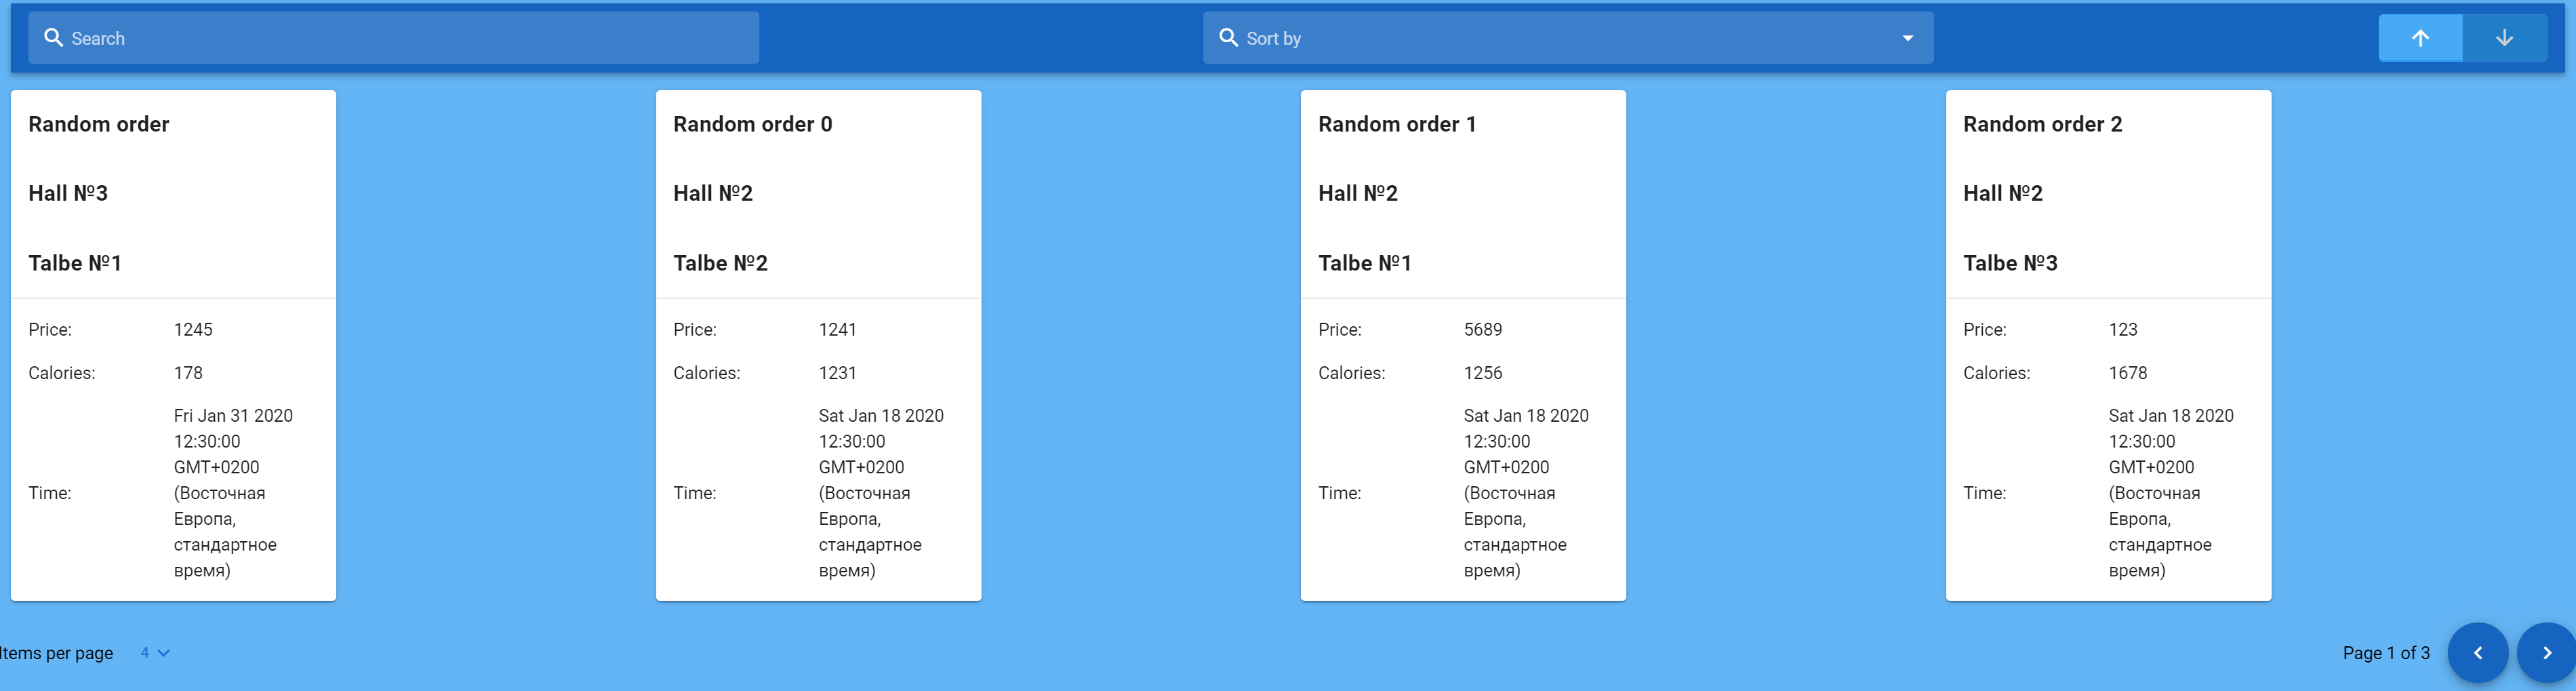 Search
Sort by
Random order
Hall №3
Talbe №1
Price: 1245
Calories: 178
Time: Fri Jan 31 2020
12:30:00
GMT+0200
(Восточная
Европа,
стандартное
время)
Random order 0
Hall №2
Talbe №2
Price: 1241
Calories: 1231
Time: Sat Jan 18 2020
12:30:00
GMT+0200
(Восточная
Европа,
стандартное
время)
Random order 1
Hall №2
Talbe №1
Price: 5689
Calories: 1256
Time: Sat Jan 18 2020
12:30:00
GMT+0200
(Восточная
Европа,
стандартное
время)
Random order 2
Hall №2
Talbe №3
Price: 123
Calories: 1678
Time: Sat Jan 18 2020
12:30:00
GMT+0200
(Восточная
Европа,
стандартное
время)
Items per page 4
Page 1 of 3